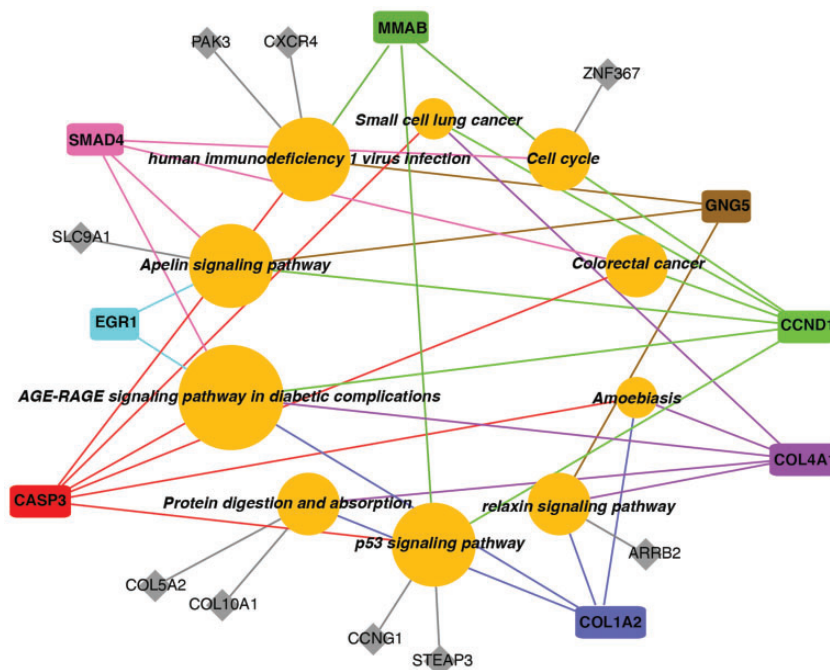 MMAB
PAK3
CXCR4
ZNF367
Small cell lung cancer
SMAD4
human immunodeficiency 1 virus infection
Cell cycle
GNG5
SLC9A1
Apelin signaling pathway
Colorectal cancer
EGR1
CCND1
AGE-RAGE signaling pathway in diabetic complications
Amoebiasis
COL4A1
CASP3
Protein digestion and absorption
relaxin signaling pathway
p53 signaling pathway
ARRB2
COL5A2
COL10A1
COL1A2
CCNG1
STEAP3